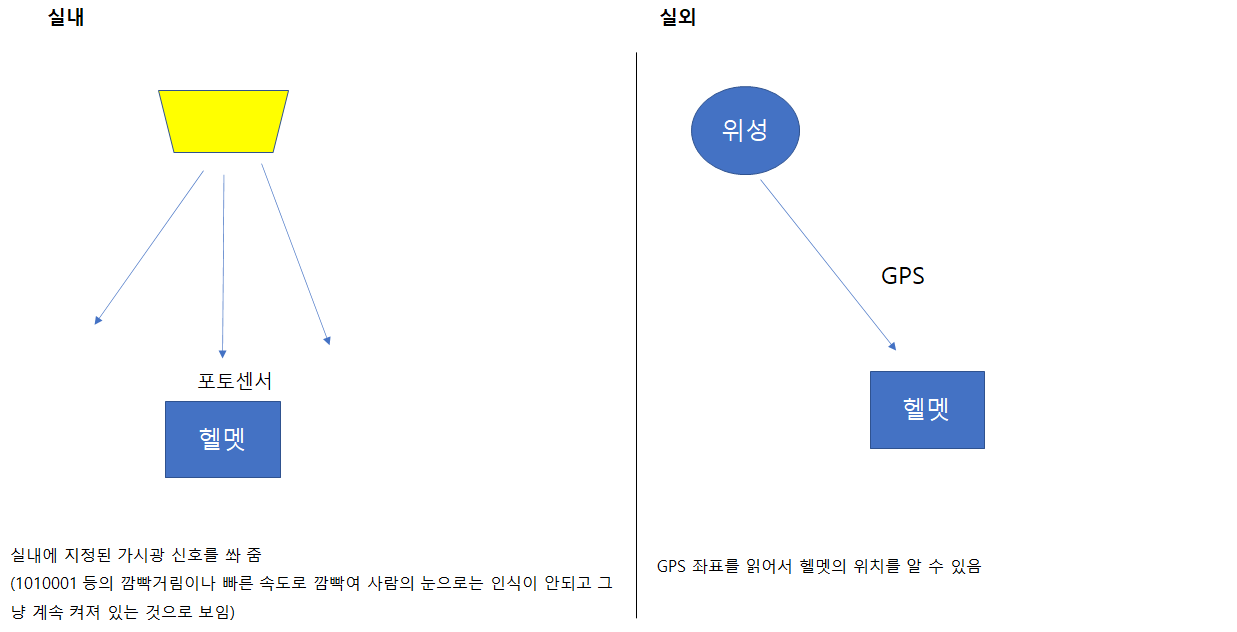 실내
포토센서
헬멧
실내에 지정된 가시광 신호를 쏴 줌
(1010001 등의 깜빡거림이나 빠른 속도로 깜빡여 사람의 눈으로는 인식이 안되고 그
냥 계속 켜져 있는 것으로 보임)
실외
위성
GPS
헬멧
GPS 좌표를 읽어서 헬멧의 위치를 알 수 있음